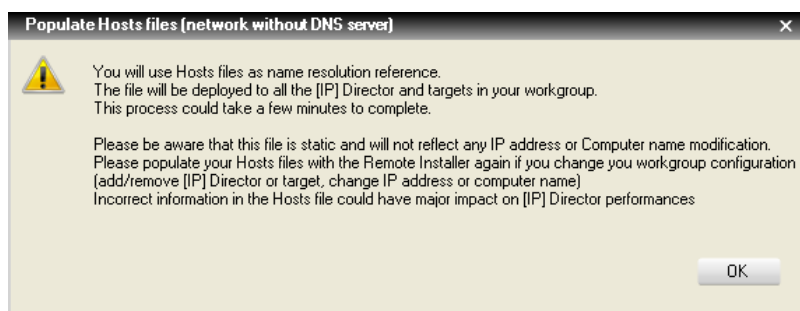 Populate Hosts files (network without DNS server)
You will use Hosts files as name resolution reference.
The file will be deployed to all the [IP] Director and targets in your workgroup.
This process could take a few minutes to complete.
Please be aware that this file is static and will not reflect any IP address or Computer name modification.
Please populate your Hosts files with the Remote Installer again if you change you workgroup configuration
(add/remove [IP] Director or target, change IP address or computer name)
Incorrect information in the Hosts file could have major impact on [IP] Director performances
OK